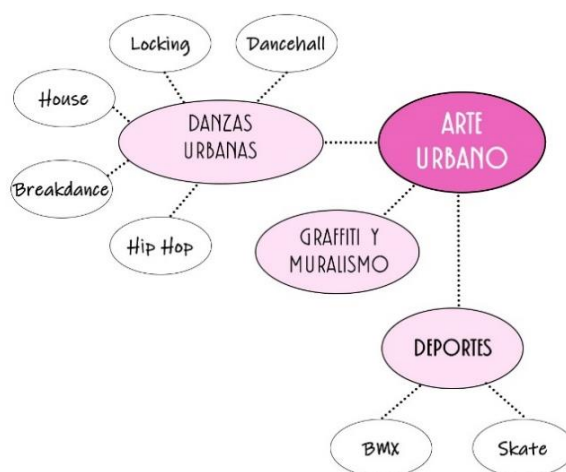 Locking
Dancehall
House
DANZAS
URBANAS
ARTE
URBANO
Breakdance
Hip Hop
GRAFFITI Y
MURALISMO
DEPORTES
BMX
Skate